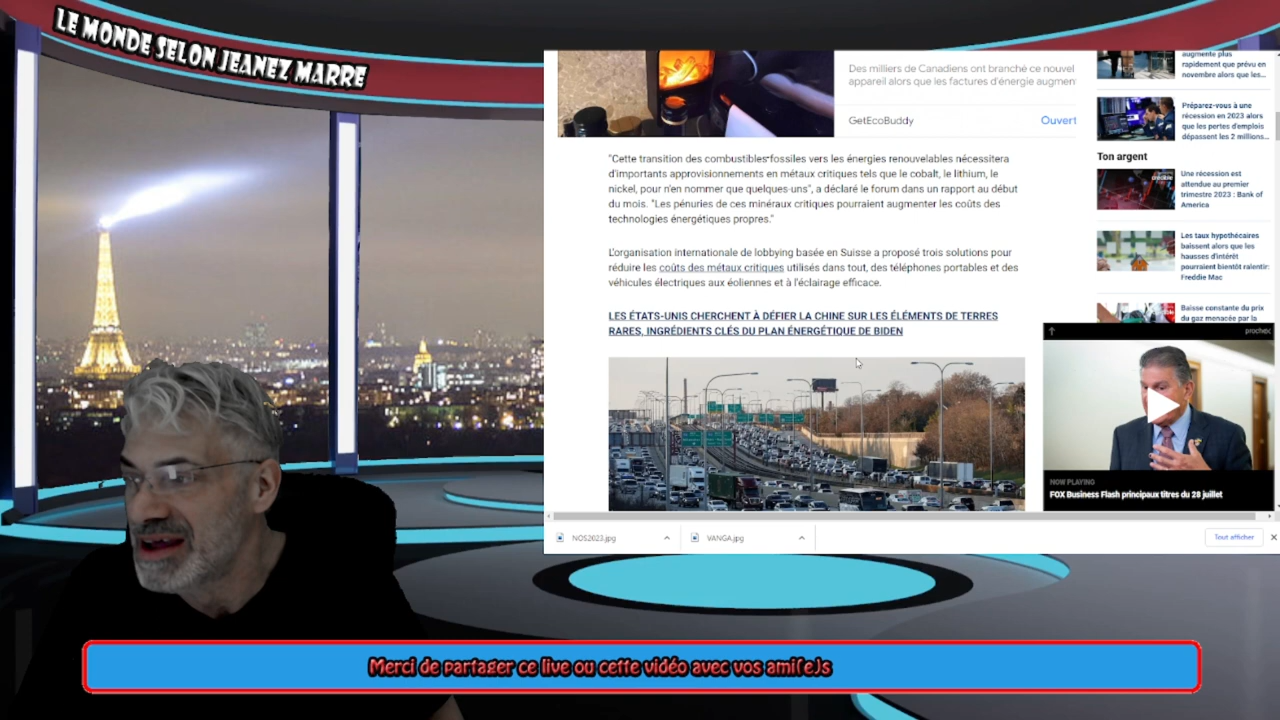 LE MONDE SELON JEANEZ MARRE
Des milliers de Canadiens ont branché ce nouvel
appareil alors que les factures d'énergie augmen
GetEcoBuddy
Ouvert
"Cette transition des combustibles fossiles vers les énergies renouvelables nécessitera
d'importants approvisionnements en métaux critiques tels que le cobalt, le lithium, le
nickel, pour n'en nommer que quelques-uns", a déclaré le forum dans un rapport au début
du mois. "Les pénuries de ces minéraux critiques pourraient augmenter les coûts des
technologies énergétiques propres."
L'organisation internationale de lobbying basée en Suisse a proposé trois solutions pour
réduire les coûts des métaux critiques utilisés dans tout, des téléphones portables et des
véhicules électriques aux éoliennes et à l'éclairage efficace.
LES ÉTATS-UNIS CHERCHENT À DÉFIER LA CHINE SUR LES ÉLÉMENTS DE TERRES
RARES, INGRÉDIENTS CLÉS DU PLAN ÉNERGÉTIQUE DE BIDEN
augmente plus
rapidement que prévu en
novembre alors que les...
Préparez-vous à une
récession en 2023 alors
que les pertes d'emplois
dépassent les 2 millions...
Ton argent
Une récession est
attendue au premier
trimestre 2023 : Bank of
America
Les taux hypothécaires
baissent alors que les
hausses d'intérêt
pourraient bientôt ralentir:
Freddie Mac
Baisse constante du prix
du gaz menacée par la
NOW PLAYING
FOX Business Flash principaux titres du 28 juillet
NOS2023.jpg
VANGA.jpg
Tout afficher
Merci de partager ce live ou cette vidéo avec vos ami(e)s